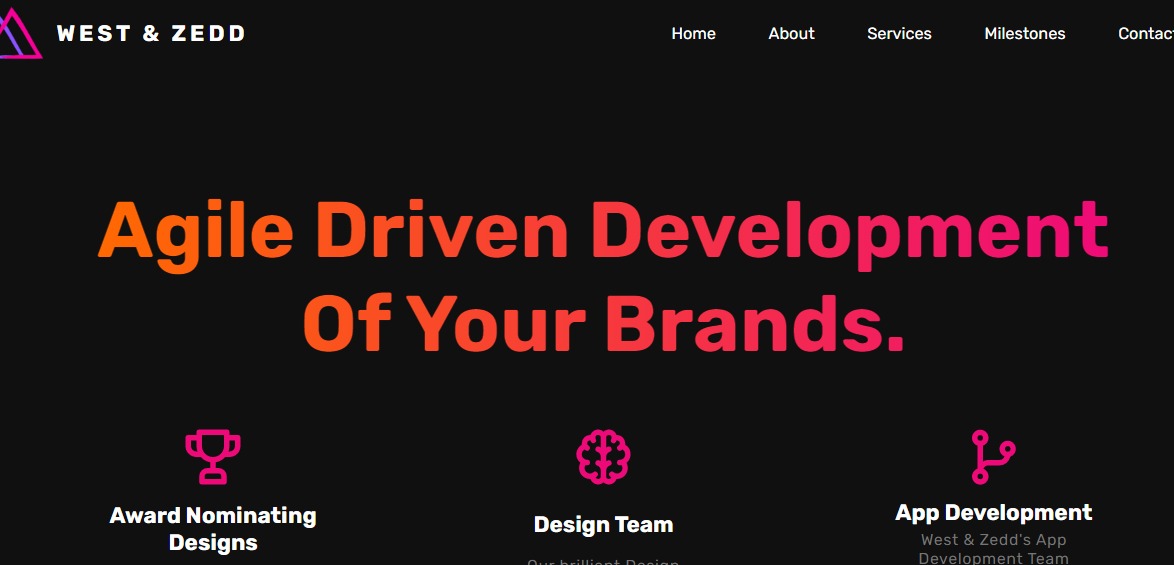 WEST & ZEDD
Home About Services Milestones Contact
Agile Driven Development
Of Your Brands.
Award Nominating
Designs
Design Team
Our brilliant Design
App Development
West & Zedd's App
Development Team